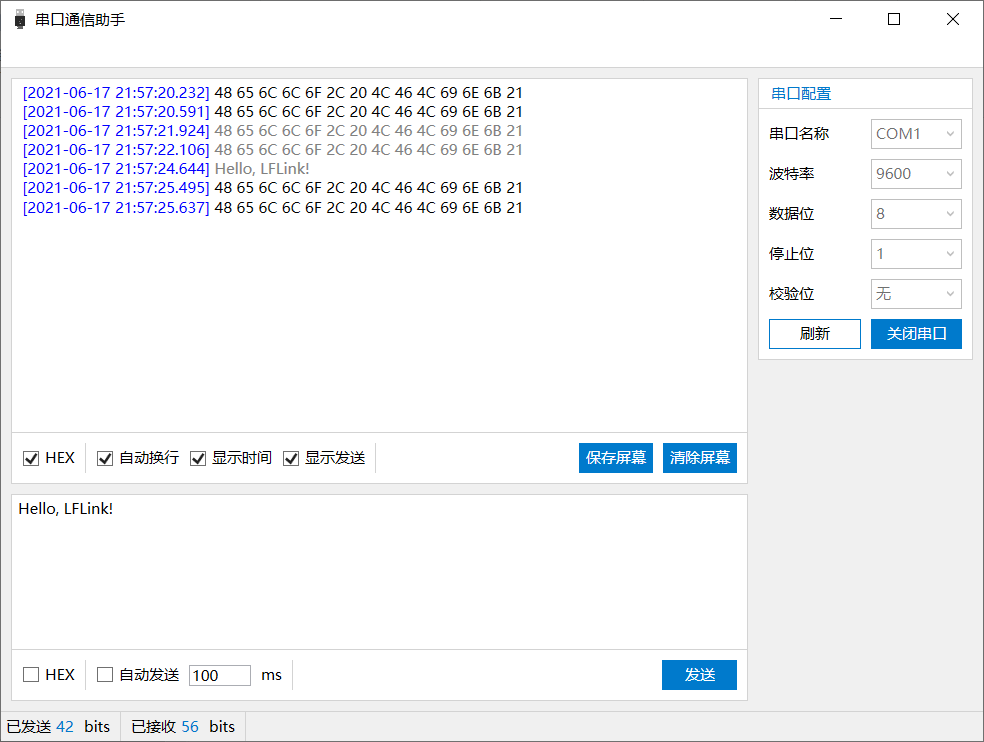 串口通信助手
[2021-06-17 21:57:20.232] 48 65 6C 6C 6F 2C 20 4C 46 4C 69 6E 6B 21
[2021-06-17 21:57:20.591] 48 65 6C 6C 6F 2C 20 4C 46 4C 69 6E 6B 21
[2021-06-17 21:57:21.924] 48 65 6C 6C 6F 2C 20 4C 46 4C 69 6E 6B 21
[2021-06-17 21:57:22.106] 48 65 6C 6C 6F 2C 20 4C 46 4C 69 6E 6B 21
[2021-06-17 21:57:24.644] Hello, LFLink!
[2021-06-17 21:57:25.495] 48 65 6C 6C 6F 2C 20 4C 46 4C 69 6E 6B 21
[2021-06-17 21:57:25.637] 48 65 6C 6C 6F 2C 20 4C 46 4C 69 6E 6B 21
HEX 自动换行 显示时间 显示发送 保存屏幕 清除屏幕
Hello, LFLink!
HEX 自动发送 100 ms 发送
串口配置
串口名称 COM1
波特率 9600
数据位 8
停止位 1
校验位 无
刷新 关闭串口
已发送 42 bits 已接收 56 bits